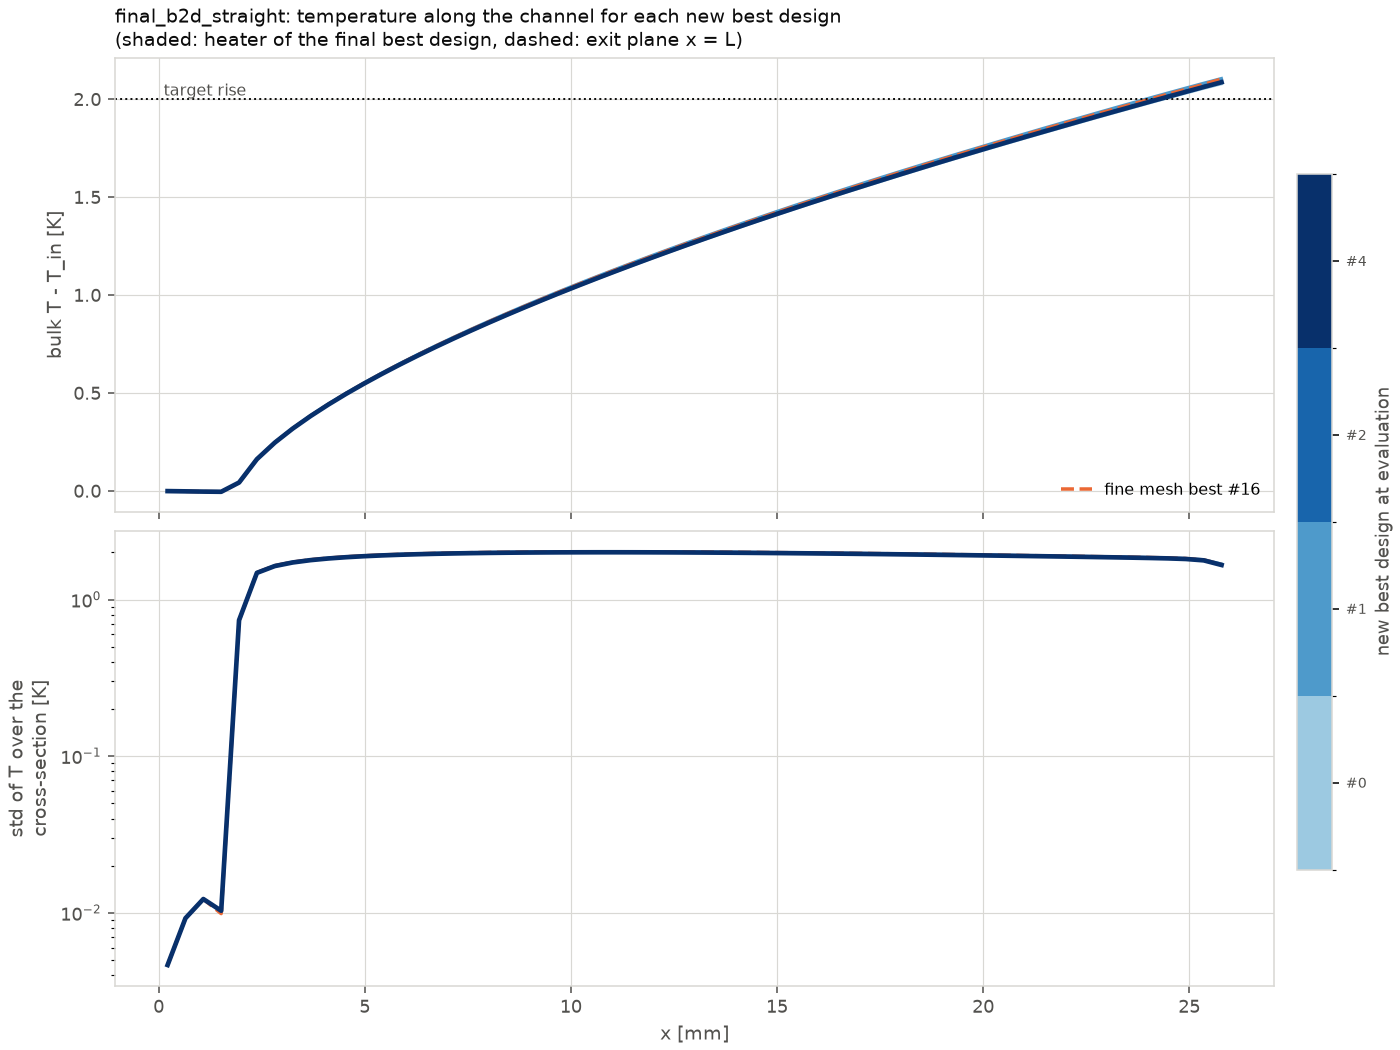 final_b2d_straight: temperature along the channel for each new best design
(shaded: heater of the final best design, dashed: exit plane x = L)
target rise
2.0
1.5
1.0
0.5
0.0
bulk T - T_in [K]
fine mesh best #16
10⁰
10⁻¹
10⁻²
std of T over the
cross-section [K]
0
5
10
15
20
25
x [mm]
#4
#2
#1
#0
new best design at evaluation